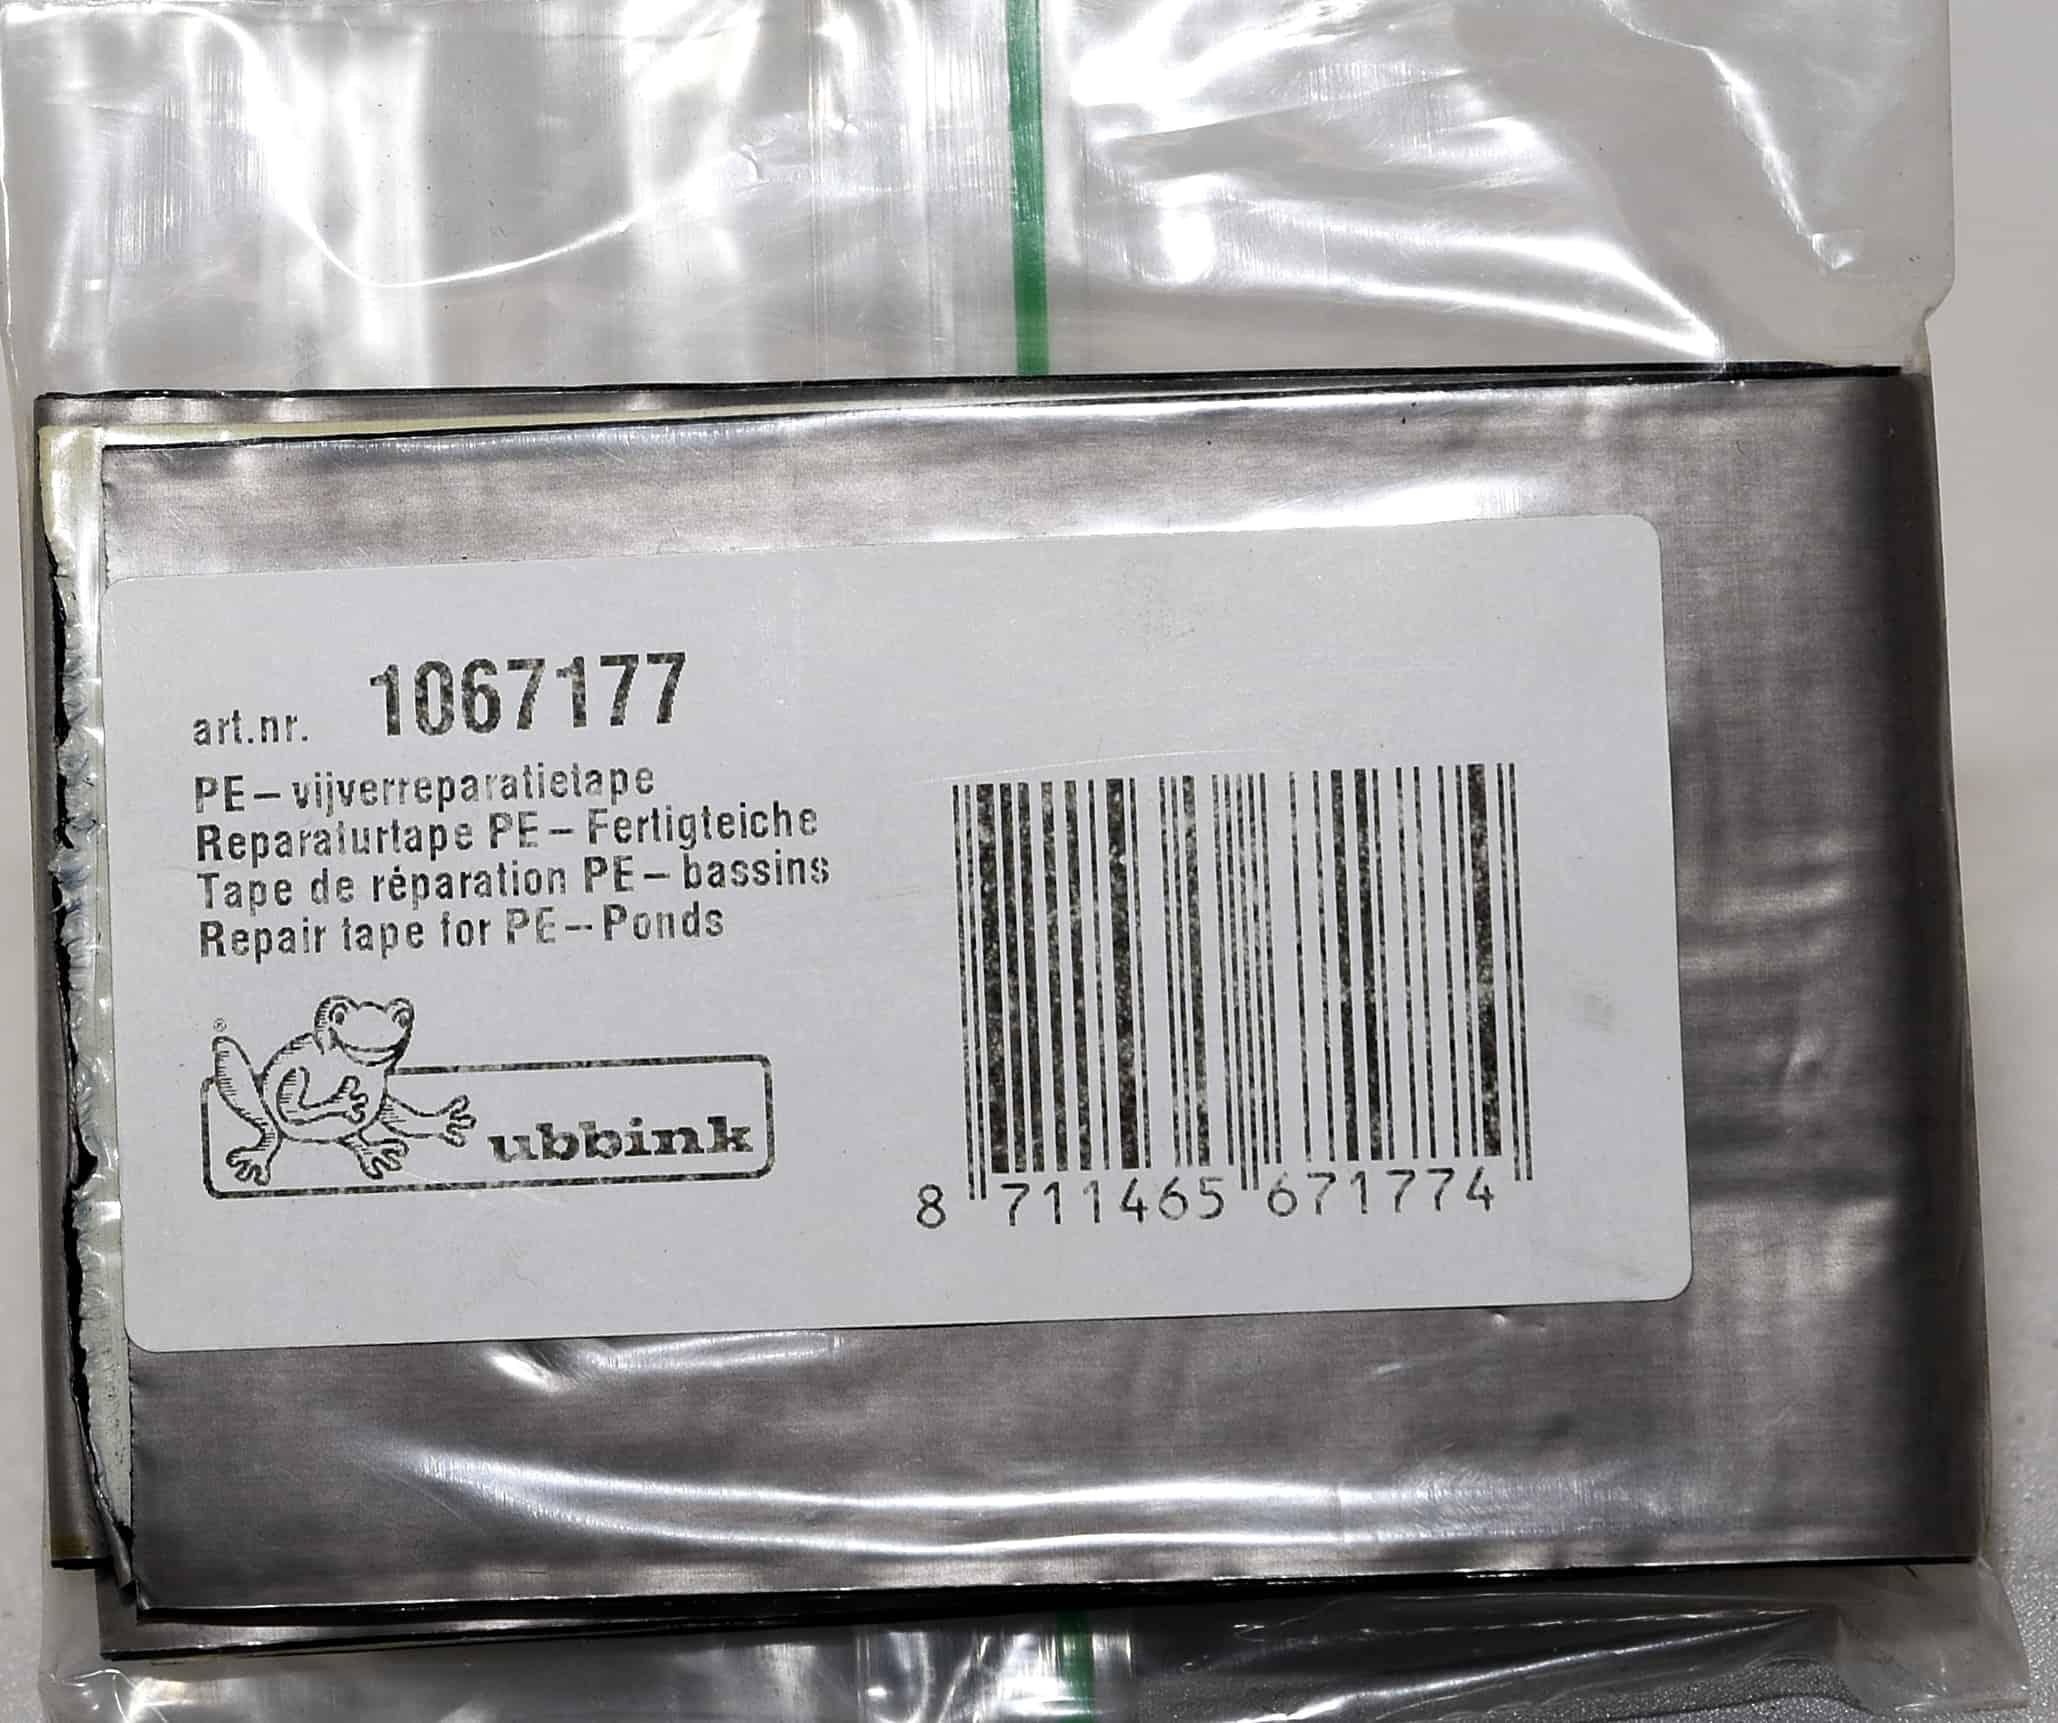 art.nr. 1067177
PE-vijverreparatietape
Reparaturtape PE-Fertigteiche
Tape de réparation PE-bassins
Repair tape for PE-Ponds
®
ubbink
8 711465 671774